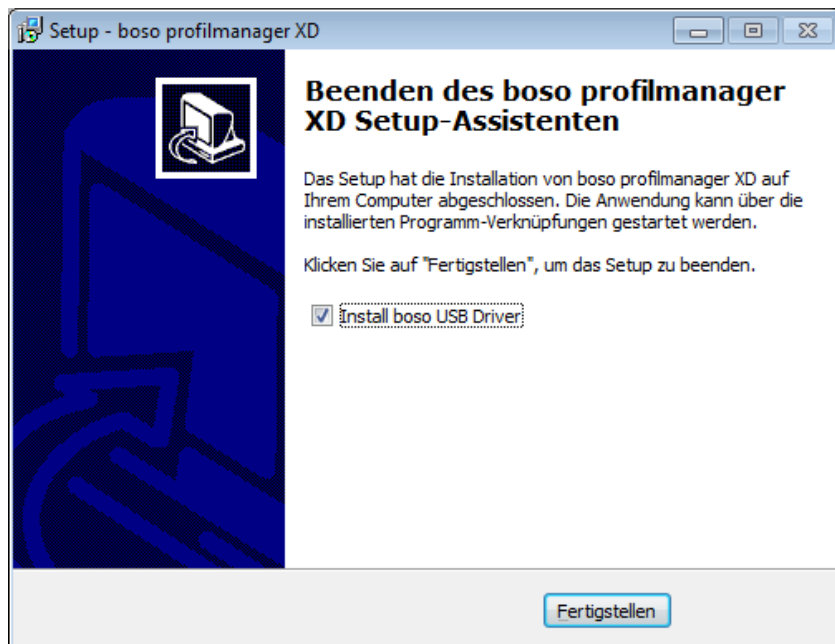 Setup - boso profilmanager XD
Beenden des boso profilmanager
XD Setup-Assistenten
Das Setup hat die Installation von boso profilmanager XD auf
Ihrem Computer abgeschlossen. Die Anwendung kann über die
installierten Programm-Verknüpfungen gestartet werden.
Klicken Sie auf "Fertigstellen", um das Setup zu beenden.
Install boso USB Driver
Fertigstellen